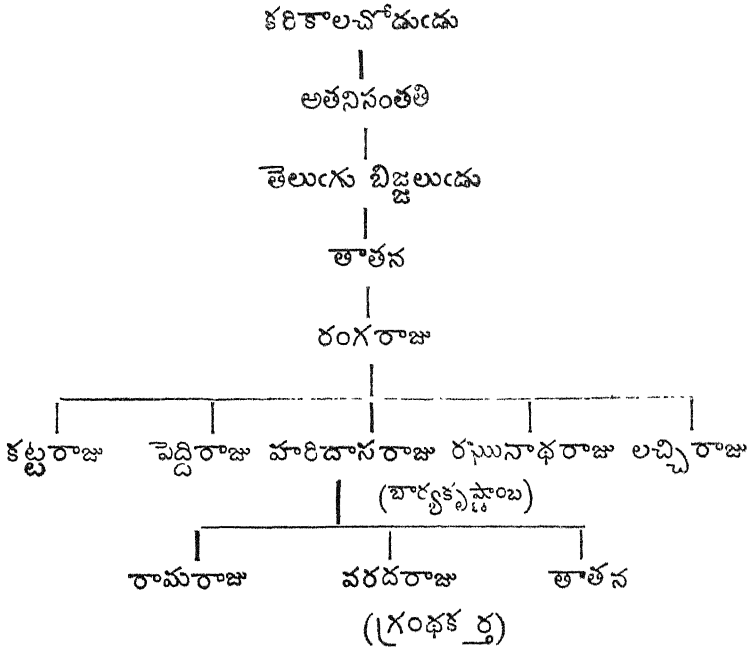 కరికాలచోడుఁడు
అతనిసంతతి
తెలుఁగు బిజ్జలుఁడు
తాతన
రంగరాజు
కట్టరాజు పెద్దిరాజు హరిదాసరాజు రఘునాథరాజు లచ్చిరాజు
(బార్యకృష్ణాంబ)
రామరాజు వరదరాజు తాతన
(గ్రంథకర్త)